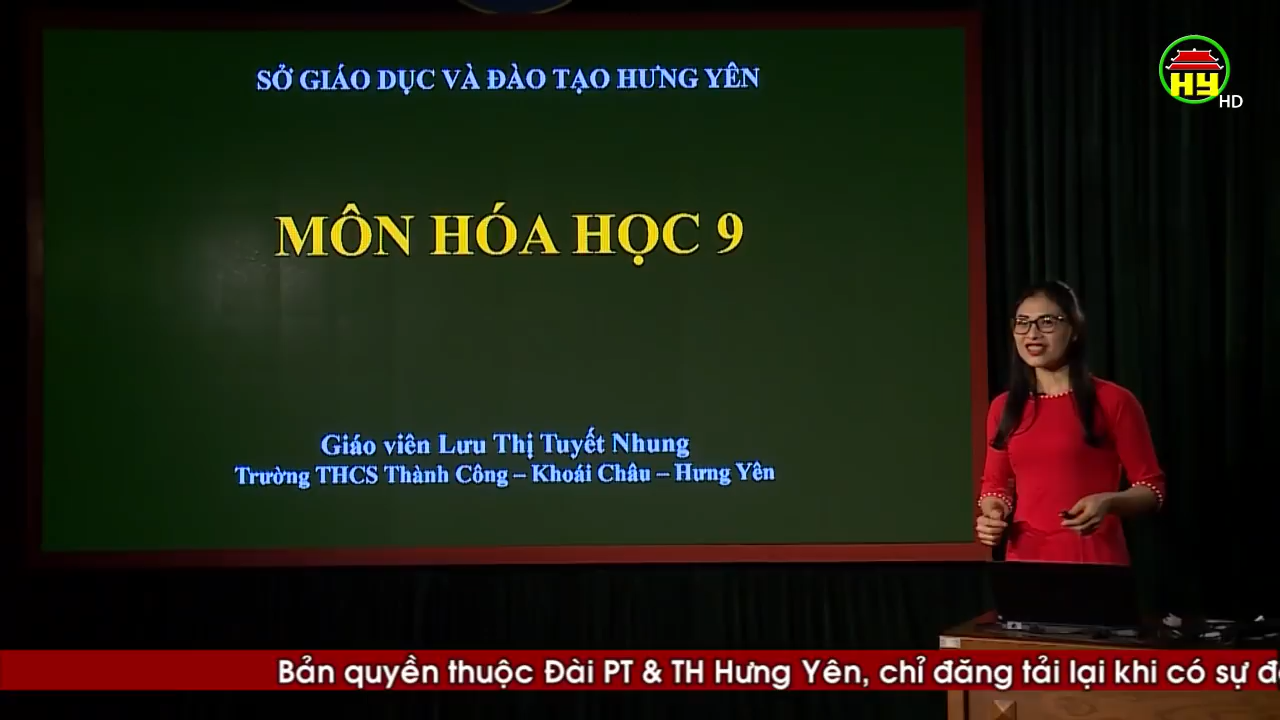 SỞ GIÁO DỤC VÀ ĐÀO TẠO HƯNG YÊN
HY
HD
MÔN HÓA HỌC 9
Giáo viên Lưu Thị Tuyết Nhung
Trường THCS Thành Công – Khoái Châu – Hưng Yên
Bản quyền thuộc Đài PT & TH Hưng Yên, chỉ đăng tải lại khi có sự